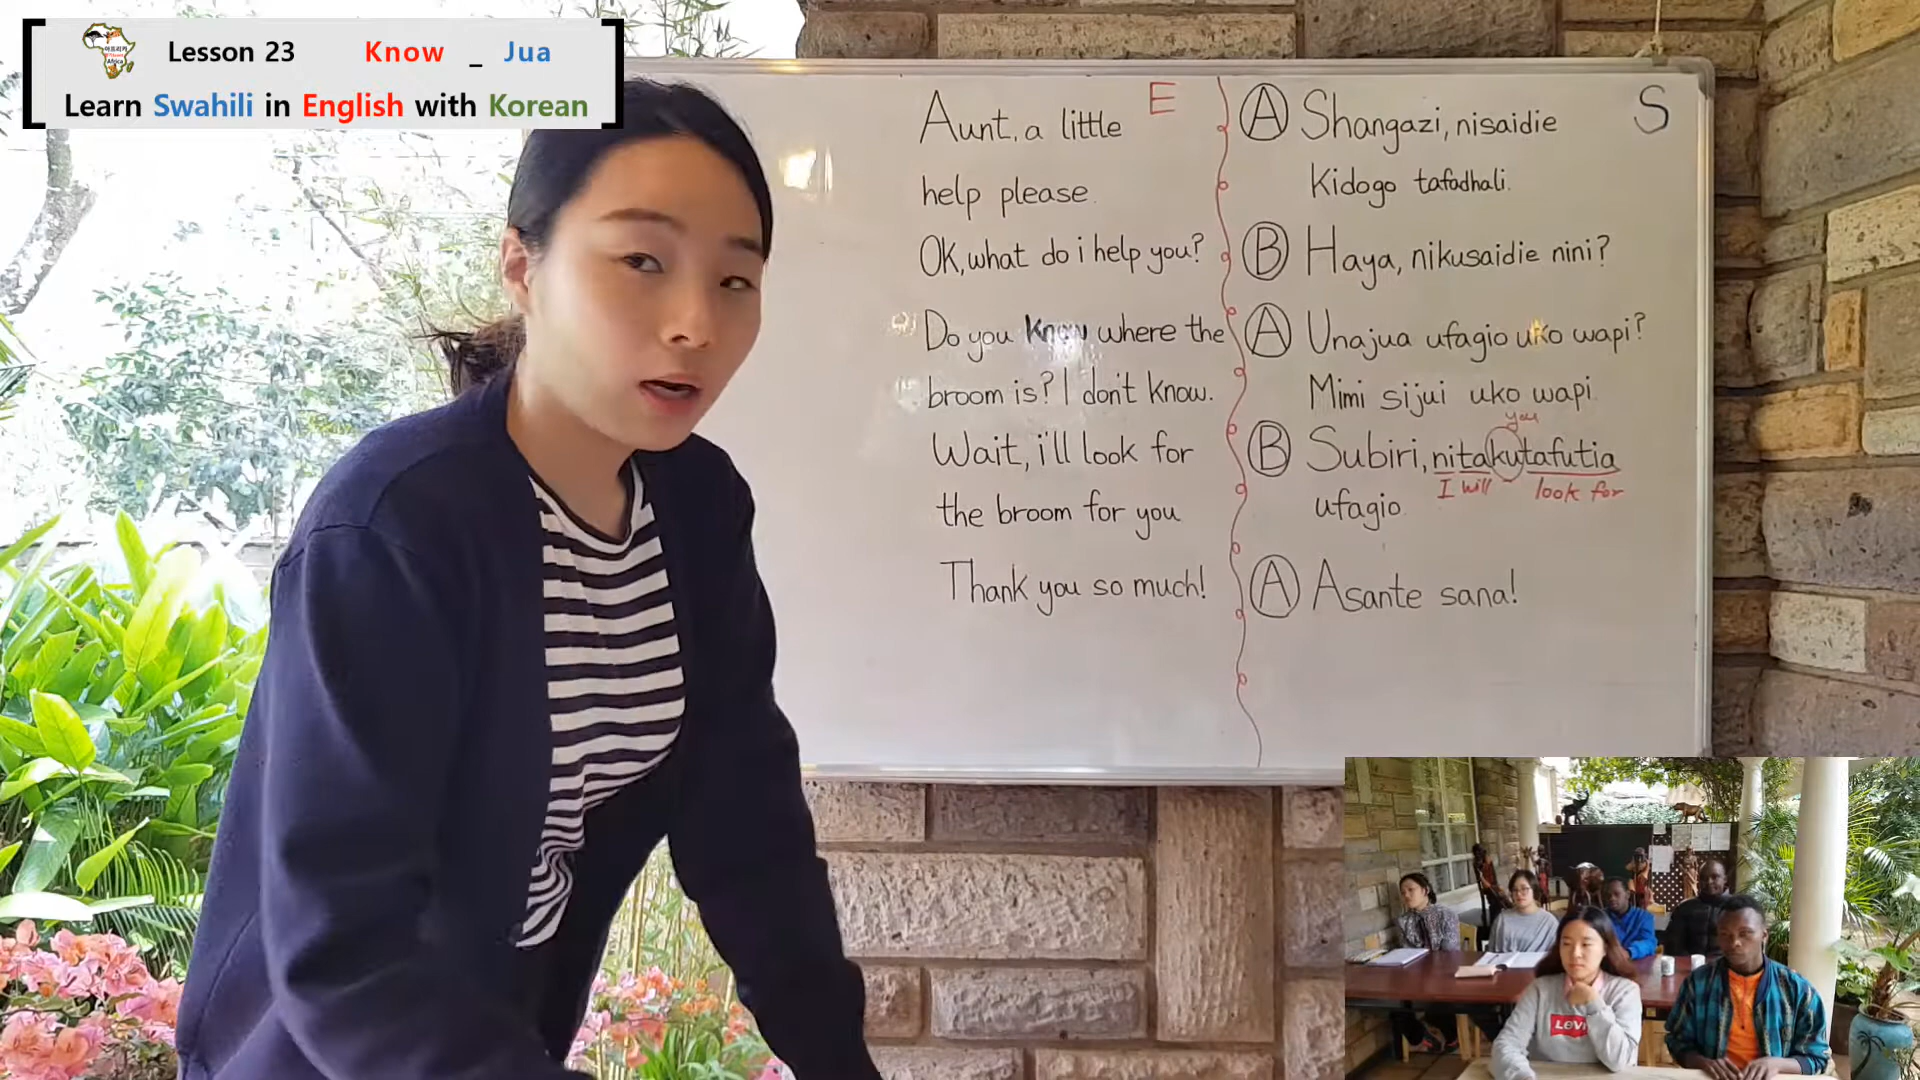 Lesson 23 Know _ Jua
Learn Swahili in English with Korean
E
Aunt, a little
help please.
OK, what do i help you?
Do you know where the
broom is? I don't know.
Wait, i'll look for
the broom for you
Thank you so much!
S
A Shangazi, nisaidie
Kidogo tafadhali.
B Haya, nikusaidie nini?
A Unajua ufagio uko wapi?
Mimi sijui uko wapi
you
B Subiri, nitakutafutia
I will look for
ufagio.
A Asante sana!
LEVI